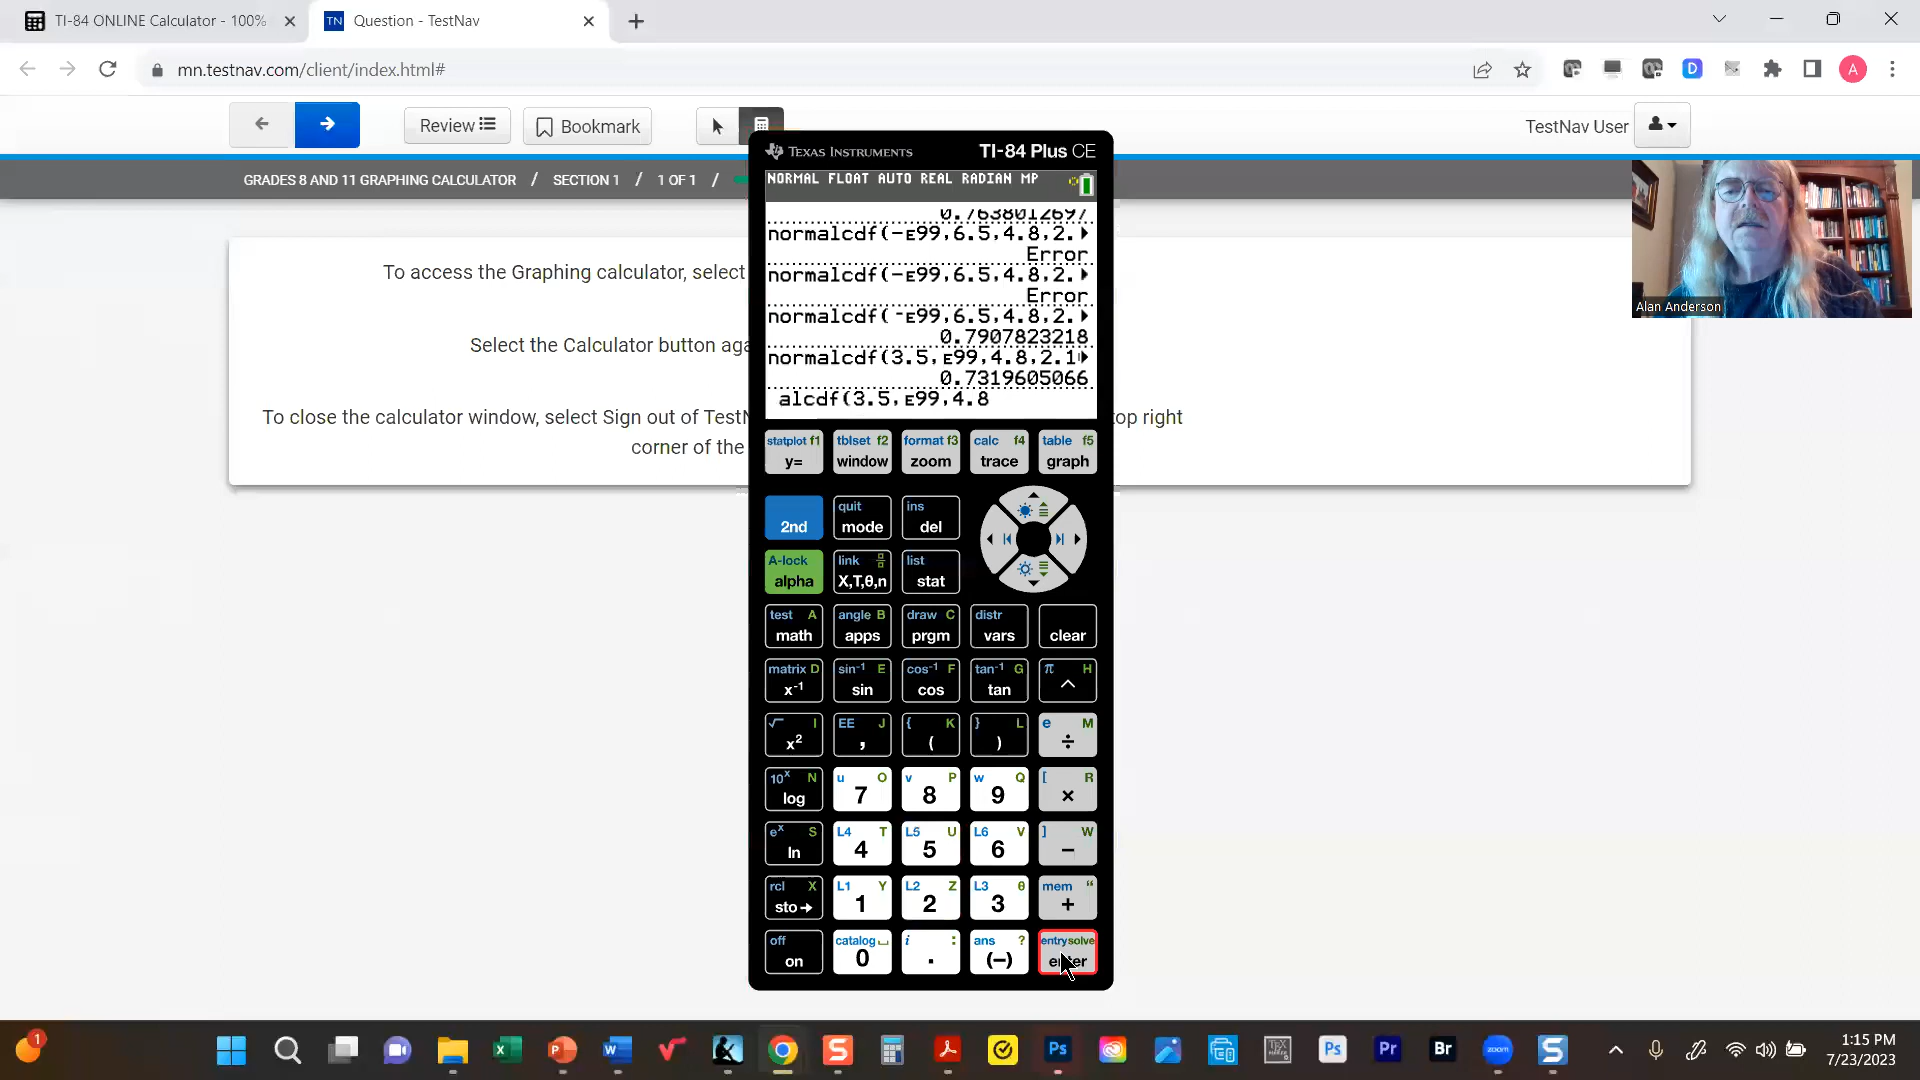 TI-84 ONLINE Calculator - 100%
TN Question - TestNav
mn.testnav.com/client/index.html#
D
A
Review
Bookmark
TestNav User
GRADES 8 AND 11 GRAPHING CALCULATOR / SECTION 1 / 1 OF 1 /
To access the Graphing calculator, select
Select the Calculator button aga
To close the calculator window, select Sign out of TestN
top right
corner of the
Alan Anderson
TEXAS INSTRUMENTS TI-84 Plus CE
NORMAL FLOAT AUTO REAL RADIAN MP
0.7638012697
normalcdf(-ᴇ99,6.5,4.8,2.
Error
normalcdf(-ᴇ99,6.5,4.8,2.
Error
normalcdf(⁻ᴇ99,6.5,4.8,2.
0.7907823218
normalcdf(3.5,ᴇ99,4.8,2.1
0.7319605066
alcdf(3.5,ᴇ99,4.8
statplot f1 tblset f2 format f3 calc f4 table f5
y= window zoom trace graph
quit ins
2nd mode del
A-lock link list
alpha X,T,θ,n stat
test A angle B draw C distr
math apps prgm vars clear
matrix D sin⁻¹ E cos⁻¹ F tan⁻¹ G π H
x⁻¹ sin cos tan ^
√ I EE J { K } L e M
x² , ( ) ÷
10ˣ N u O v P w Q [ R
log 7 8 9 ×
eˣ S L4 T L5 U L6 V ] W
ln 4 5 6 −
rcl X L1 Y L2 Z L3 θ mem “
sto→ 1 2 3 +
off catalog i : ans ? entry solve
on 0 . (−) enter
1
Ps
Ps
Pr
Br
zoom
1:15 PM
7/23/2023